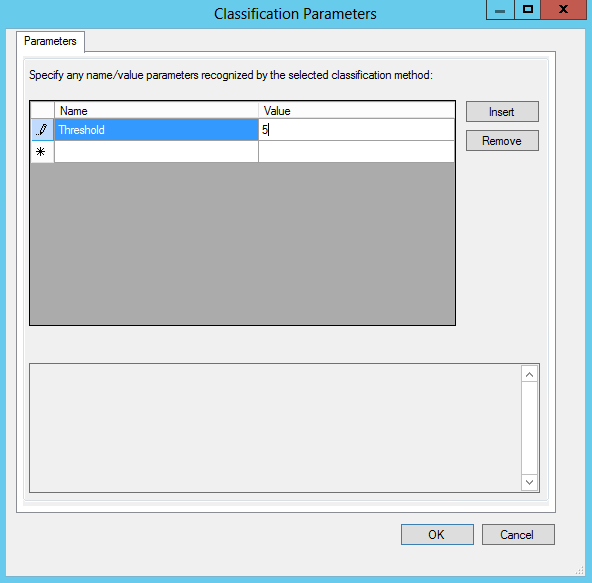 Classification Parameters
Parameters
Specify any name/value parameters recognized by the selected classification method:
Name Value
Threshold 5
Insert
Remove
OK Cancel